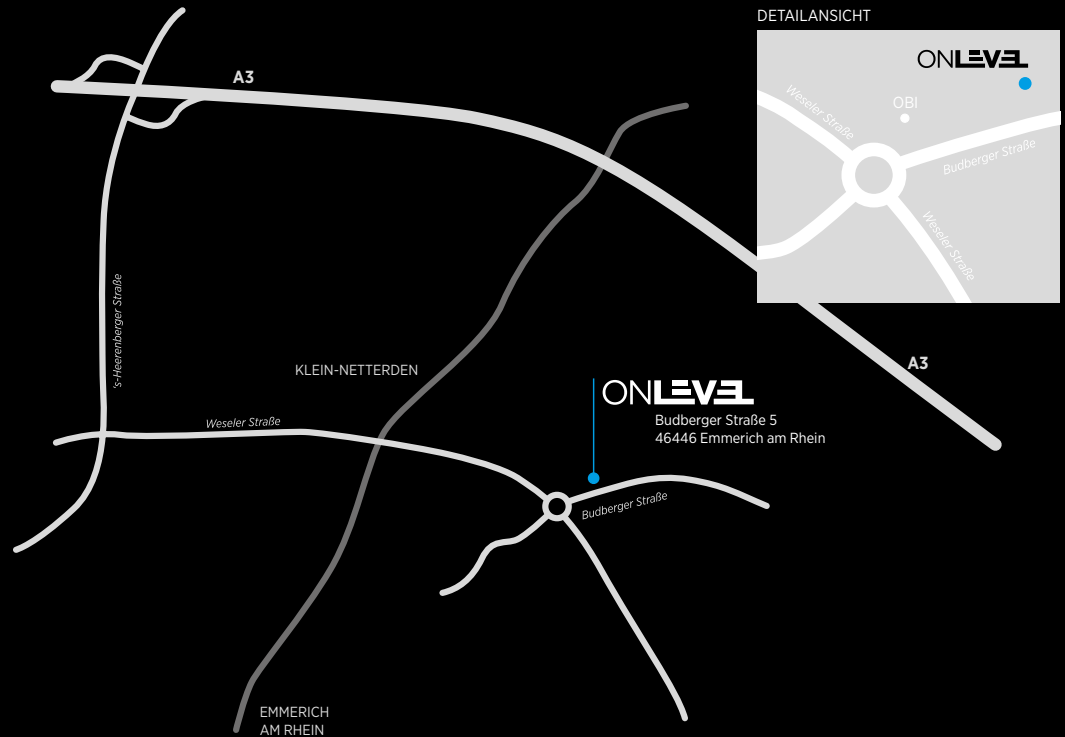 DETAILANSICHT
ONLEVEL
OBI
Weseler Straße
Budberger Straße
Weseler Straße
A3
's-Heerenberger Straße
KLEIN-NETTERDEN
A3
ONLEVEL
Budberger Straße 5
46446 Emmerich am Rhein
Weseler Straße
Budberger Straße
EMMERICH
AM RHEIN